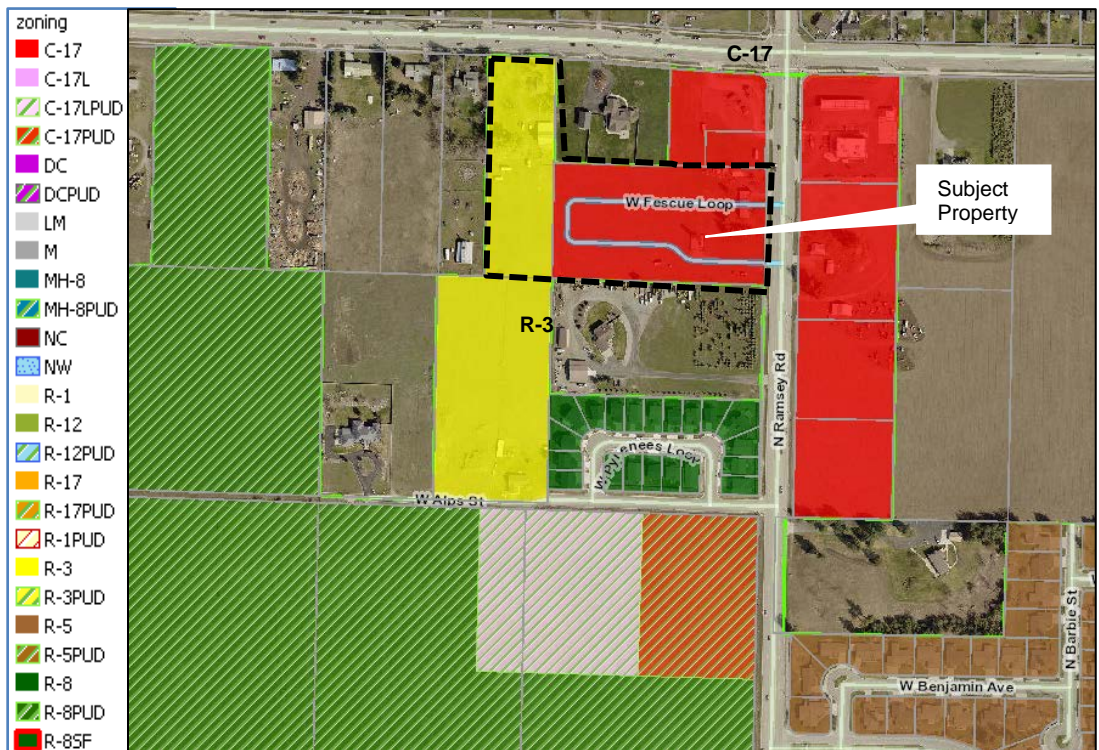 zoning
C-17
C-17L
C-17LPUD
C-17PUD
DC
DCPUD
LM
M
MH-8
MH-8PUD
NC
NW
R-1
R-12
R-12PUD
R-17
R-17PUD
R-1PUD
R-3
R-3PUD
R-5
R-5PUD
R-8
R-8PUD
R-8SF
C-17
W Fescue Loop
Subject
Property
R-3
N Ramsey Rd
W Pyrenees Loop
W Alps St
N Barbie St
W
W Benjamin Ave